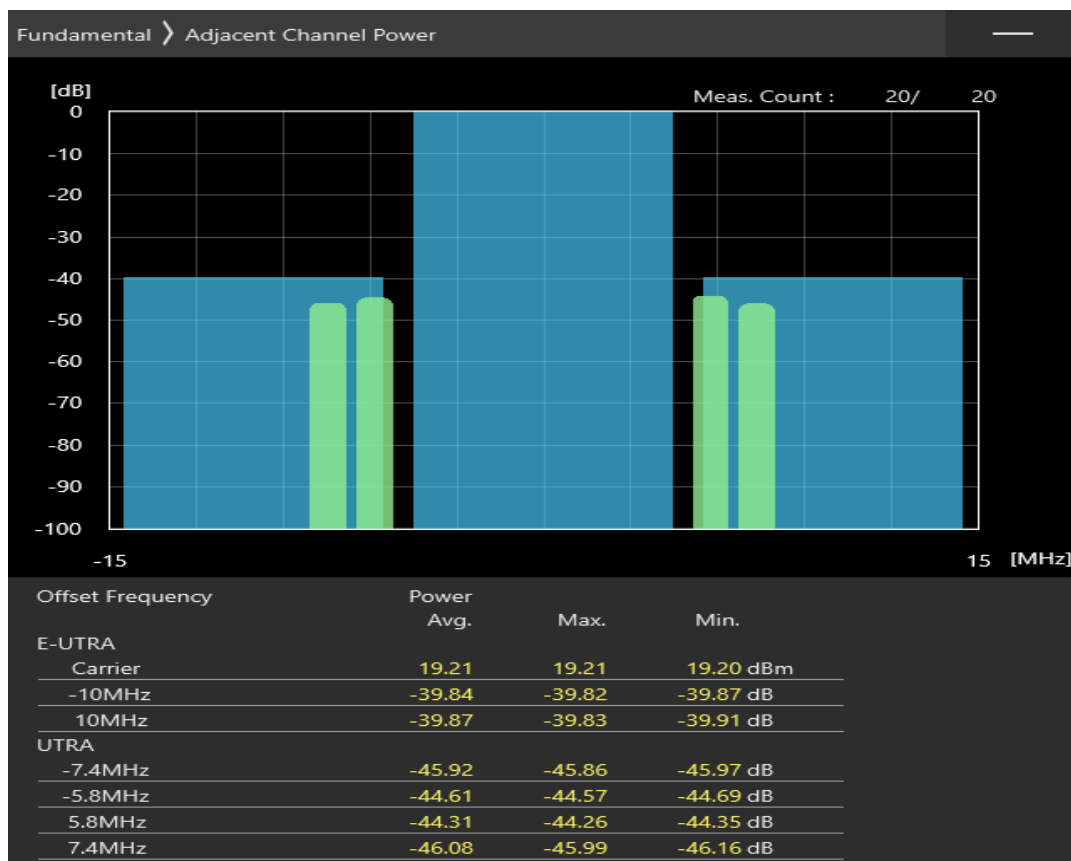 Fundamental ❯ Adjacent Channel Power
[dB]
Meas. Count : 20/ 20
0
-10
-20
-30
-40
-50
-60
-70
-80
-90
-100
-15 15 [MHz]
Offset Frequency Power
Avg. Max. Min.
E-UTRA
Carrier 19.21 19.21 19.20 dBm
-10MHz -39.84 -39.82 -39.87 dB
10MHz -39.87 -39.83 -39.91 dB
UTRA
-7.4MHz -45.92 -45.86 -45.97 dB
-5.8MHz -44.61 -44.57 -44.69 dB
5.8MHz -44.31 -44.26 -44.35 dB
7.4MHz -46.08 -45.99 -46.16 dB